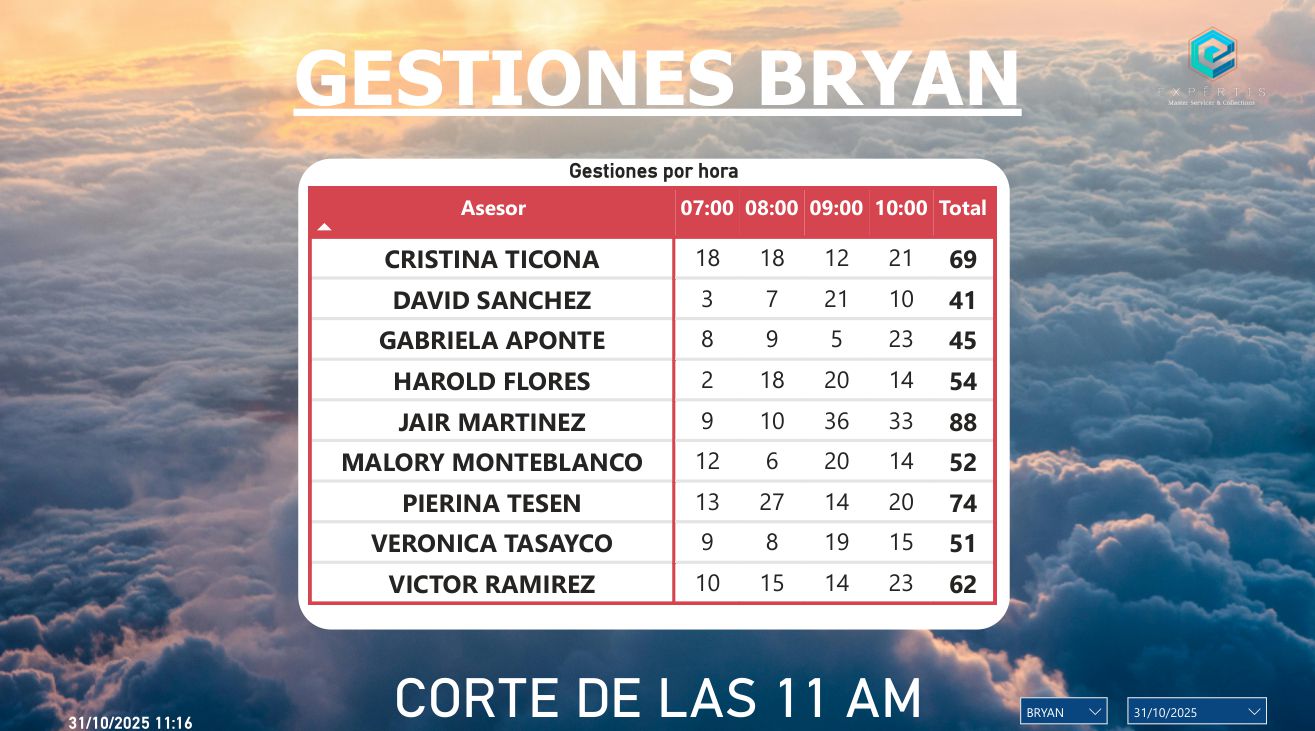 GESTIONES BRYAN
EXPERTIS
Master Servicer & Collections
Gestiones por hora
Asesor 07:00 08:00 09:00 10:00 Total
CRISTINA TICONA 18 18 12 21 69
DAVID SANCHEZ 3 7 21 10 41
GABRIELA APONTE 8 9 5 23 45
HAROLD FLORES 2 18 20 14 54
JAIR MARTINEZ 9 10 36 33 88
MALORY MONTEBLANCO 12 6 20 14 52
PIERINA TESEN 13 27 14 20 74
VERONICA TASAYCO 9 8 19 15 51
VICTOR RAMIREZ 10 15 14 23 62
CORTE DE LAS 11 AM
31/10/2025 11:16
BRYAN
31/10/2025